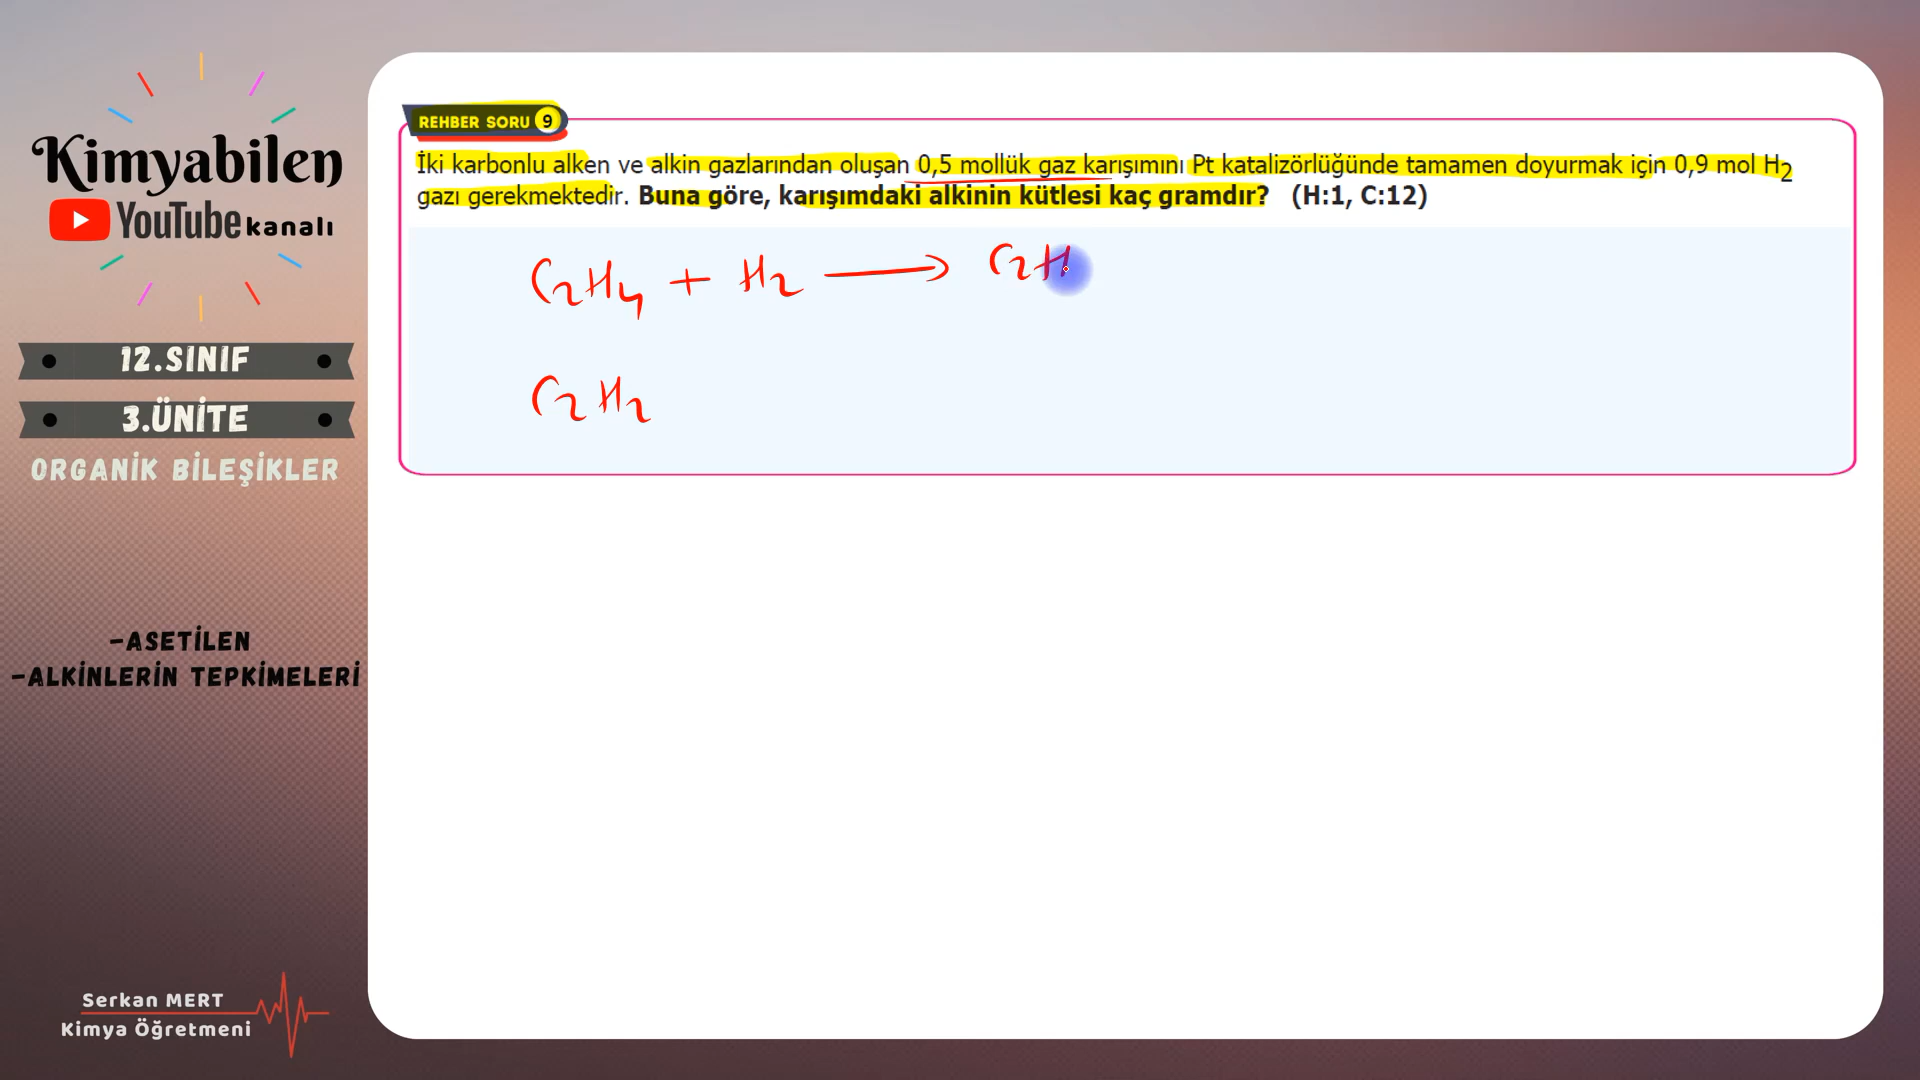 Kimyabilen
YouTube kanalı
12.SINIF
3.ÜNİTE
ORGANİK BİLEŞİKLER
-ASETİLEN
-ALKİNLERİN TEPKİMELERİ
Serkan MERT
Kimya Öğretmeni
REHBER SORU 9
İki karbonlu alken ve alkin gazlarından oluşan 0,5 mollük gaz karışımını Pt katalizörlüğünde tamamen doyurmak için 0,9 mol H₂
gazı gerekmektedir. Buna göre, karışımdaki alkinin kütlesi kaç gramdır? (H:1, C:12)
C₂H₄ + H₂ ⟶ C₂H
C₂H₂